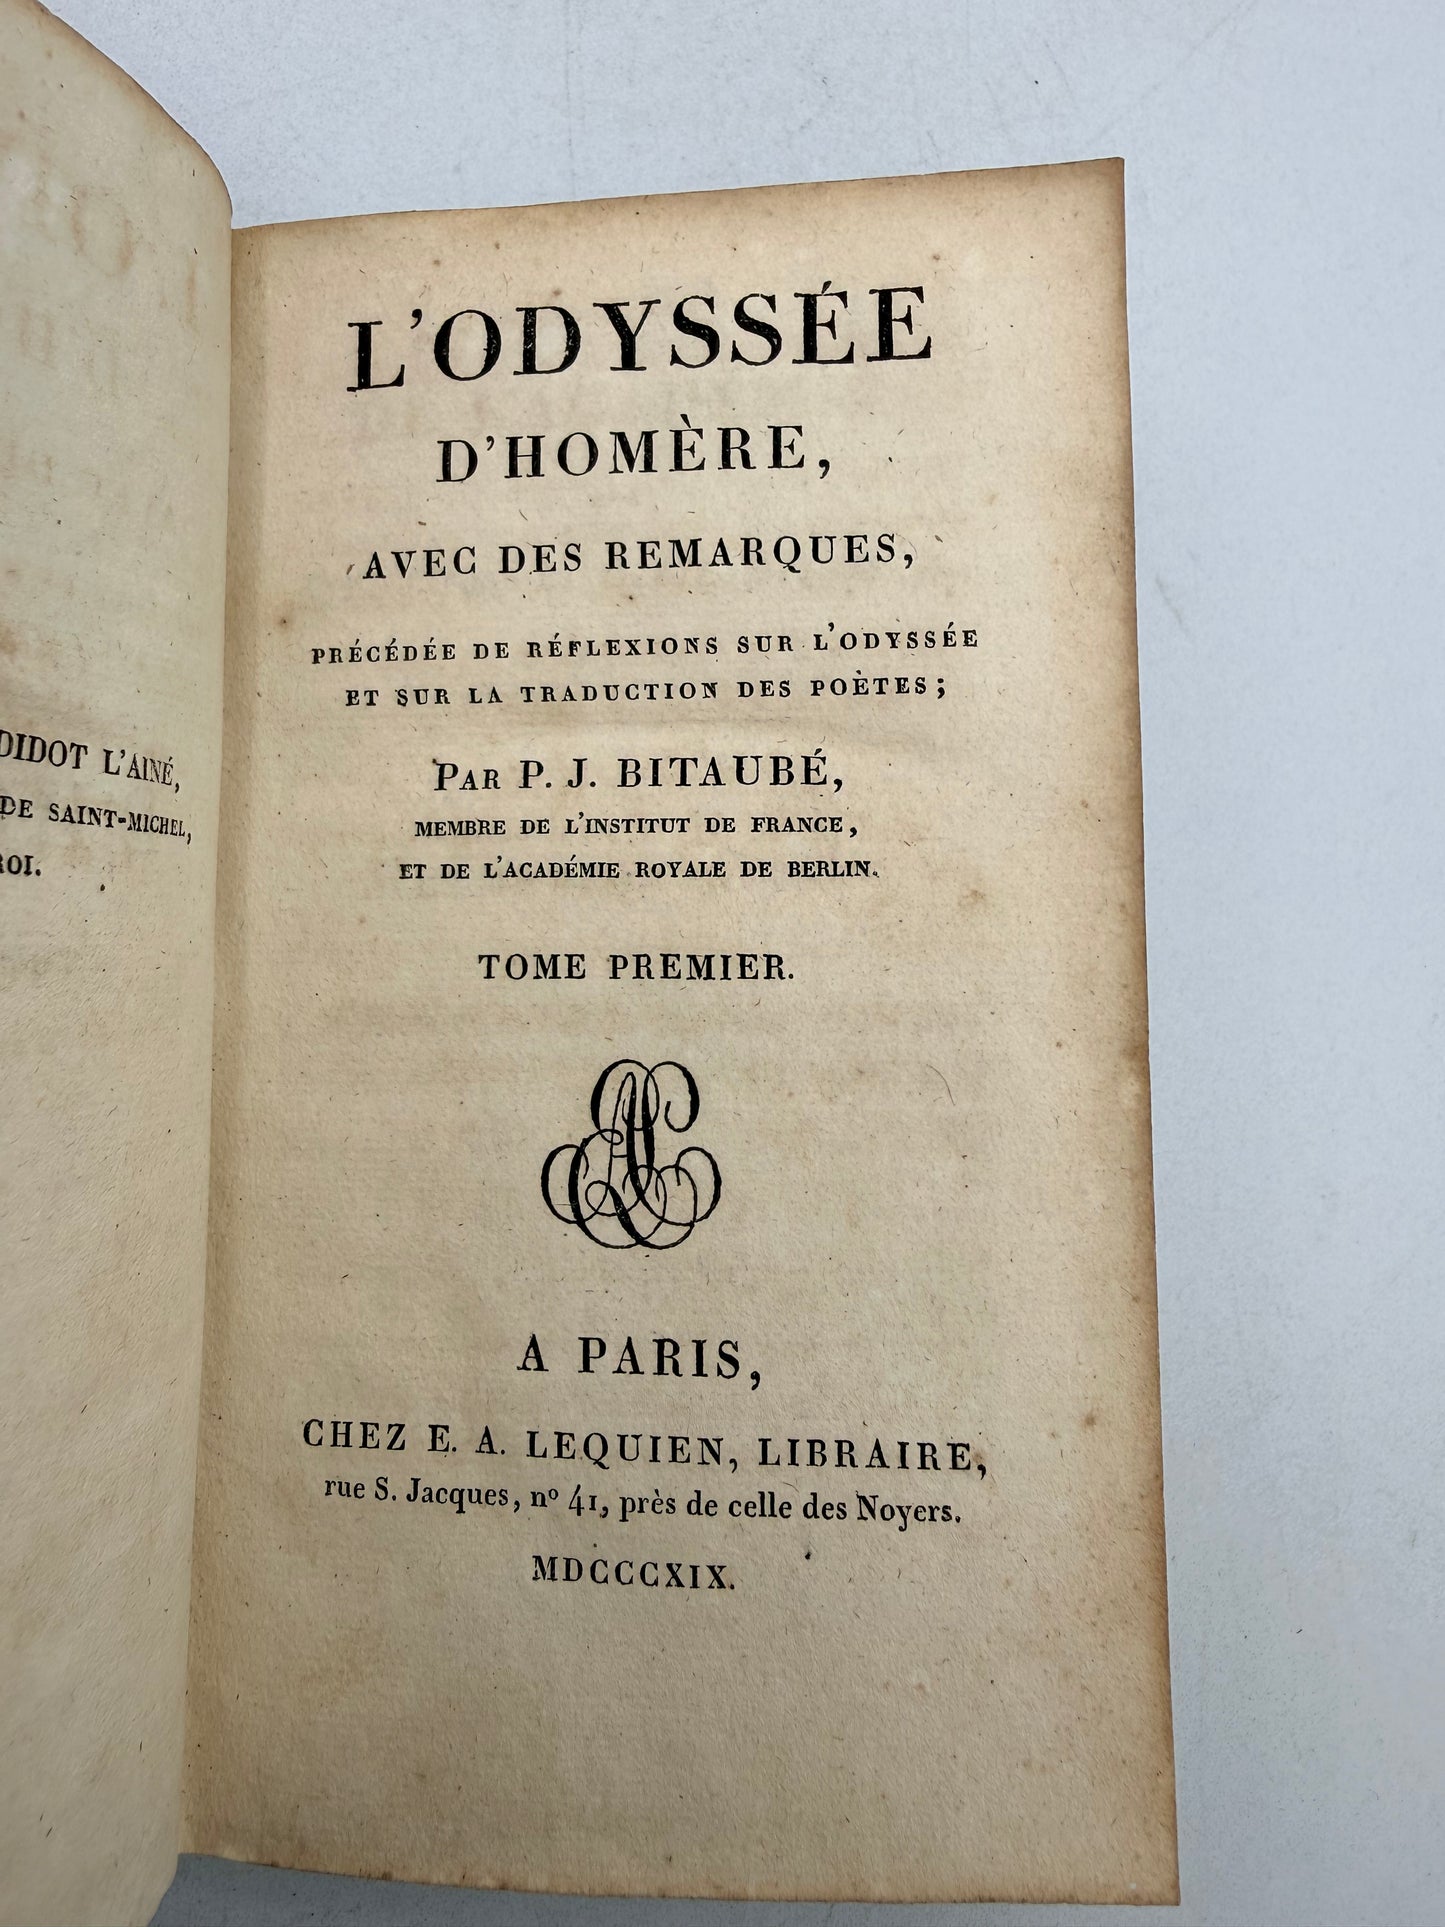 DIDOT L'AINÉ,
DE SAINT-MICHEL,
ROI.
L'ODYSSÉE
D'HOMÈRE,
AVEC DES REMARQUES,
PRÉCÉDÉE DE RÉFLEXIONS SUR L'ODYSSÉE
ET SUR LA TRADUCTION DES POÈTES;
PAR P. J. BITAUBÉ,
MEMBRE DE L'INSTITUT DE FRANCE,
ET DE L'ACADÉMIE ROYALE DE BERLIN.
TOME PREMIER.
A PARIS,
CHEZ E. A. LEQUIEN, LIBRAIRE,
rue S. Jacques, nº 41, près de celle des Noyers.
MDCCCXIX.